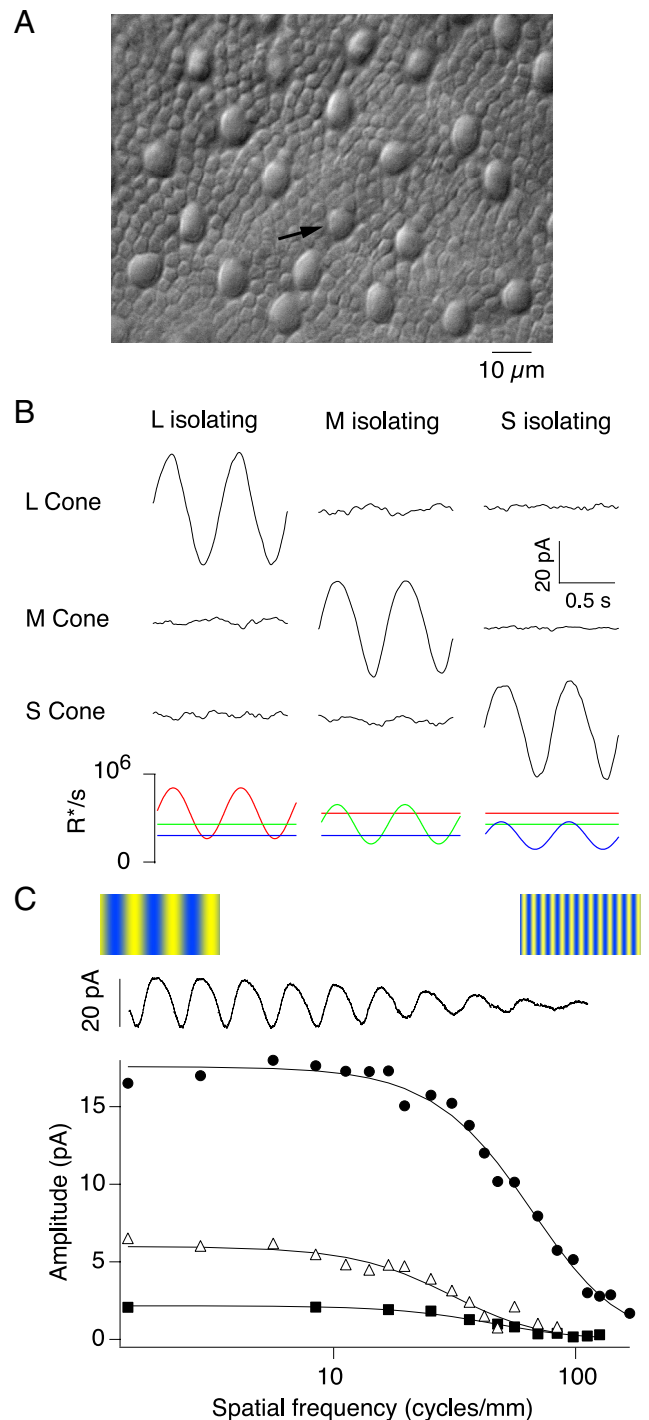 A
10 µm
B
L isolating M isolating S isolating
L Cone
20 pA
0.5 s
M Cone
S Cone
10^6
R*/s
0
C
20 pA
15
10
Amplitude (pA)
5
0
10 100
Spatial frequency (cycles/mm)